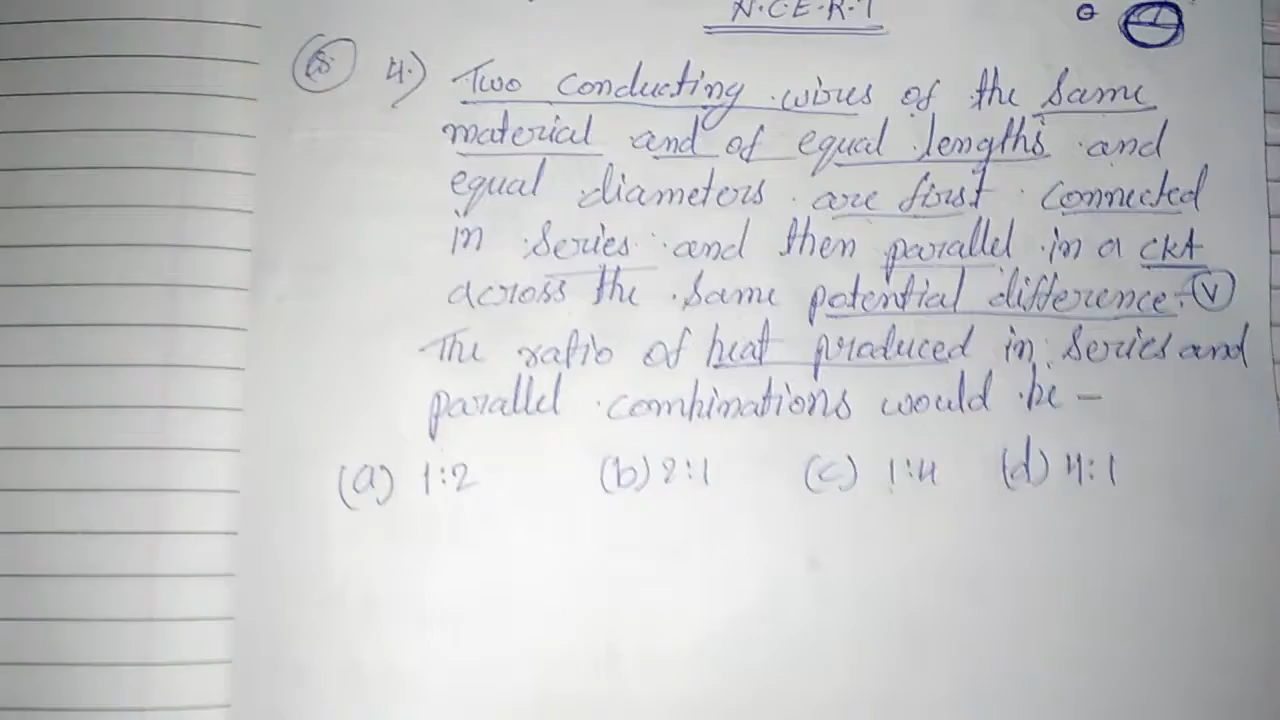 N.C.E.R.T
Q 4.) Two conducting wires of the same
material and of equal lengths and
equal diameters are first connected
in series and then parallel in a ckt
across the same potential difference. V
The ratio of heat produced in series and
parallel combinations would be -
(a) 1:2 (b) 2:1 (c) 1:4 (d) 4:1